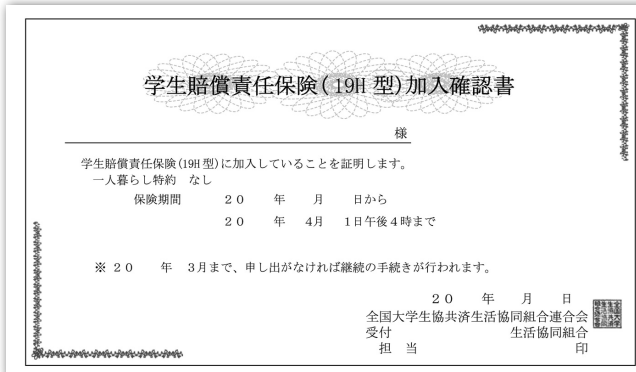 学生賠償責任保険(19H 型)加入確認書
様
学生賠償責任保険(19H 型)に加入していることを証明します。
一人暮らし特約 なし
保険期間 20 年 月 日から
20 年 4月 1日午後4時まで
※ 20 年 3月まで、申し出がなければ継続の手続きが行われます。
20 年 月 日
全国大学生協共済生活協同組合連合会
受付 生活協同組合
担 当 印